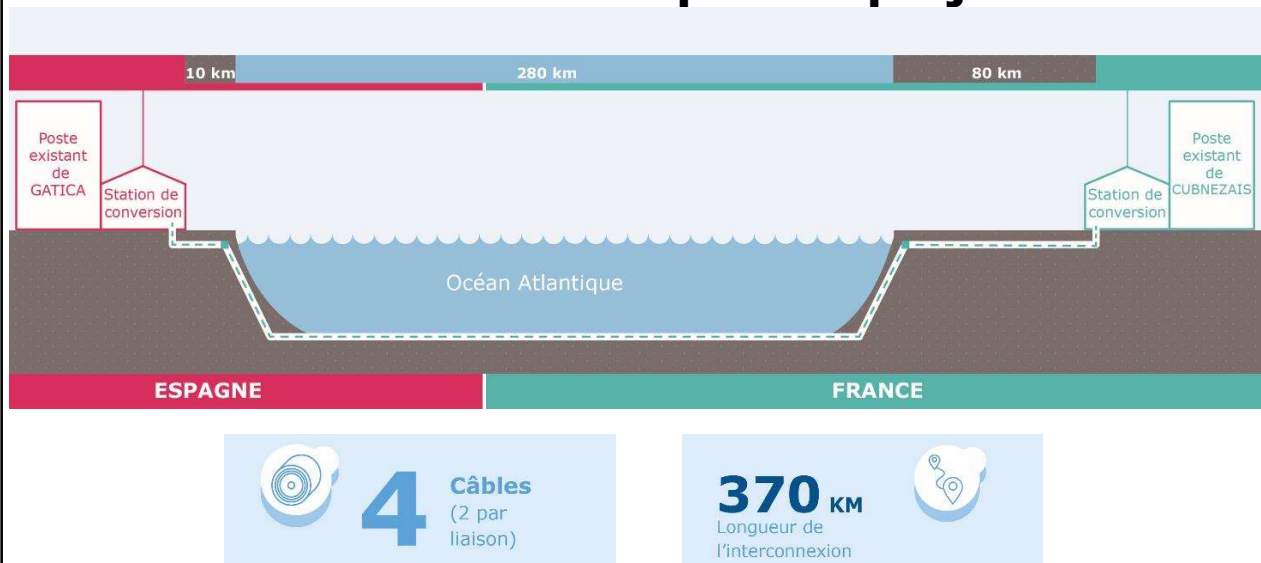 10 km
280 km
80 km
Poste
existant
de
GATICA
Station de
conversion
Poste
existant
de
CUBNEZAIS
Station de
conversion
Océan Atlantique
ESPAGNE
FRANCE
4
Câbles
(2 par
liaison)
370 KM
Longueur de
l'interconnexion